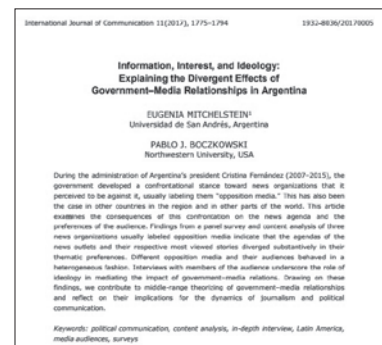 International Journal of Communication 11(2017), 1775–1794 1932–8036/20170005
Information, Interest, and Ideology:
Explaining the Divergent Effects of
Government–Media Relationships in Argentina
EUGENIA MITCHELSTEIN¹
Universidad de San Andrés, Argentina
PABLO J. BOCZKOWSKI
Northwestern University, USA
During the administration of Argentina's president Cristina Fernández (2007–2015), the
government developed a confrontational stance toward news organizations that it
perceived to be against it, usually labeling them "opposition media." This has also been
the case in other countries in the region and in other parts of the world. This article
examines the consequences of this confrontation on the news agenda and the
preferences of the audience. Findings from a panel survey and content analysis of three
news organizations usually labeled opposition media indicate that the agendas of the
news outlets and their respective most viewed stories diverged substantively in their
thematic preferences. Different opposition media and their audiences behaved in a
heterogeneous fashion. Interviews with members of the audience underscore the role of
ideology in mediating the impact of government–media relations. Drawing on these
findings, we contribute to middle-range theorizing of government–media relationships
and reflect on their implications for the dynamics of journalism and political
communication.
Keywords: political communication, content analysis, in-depth interview, Latin America,
media audiences, surveys